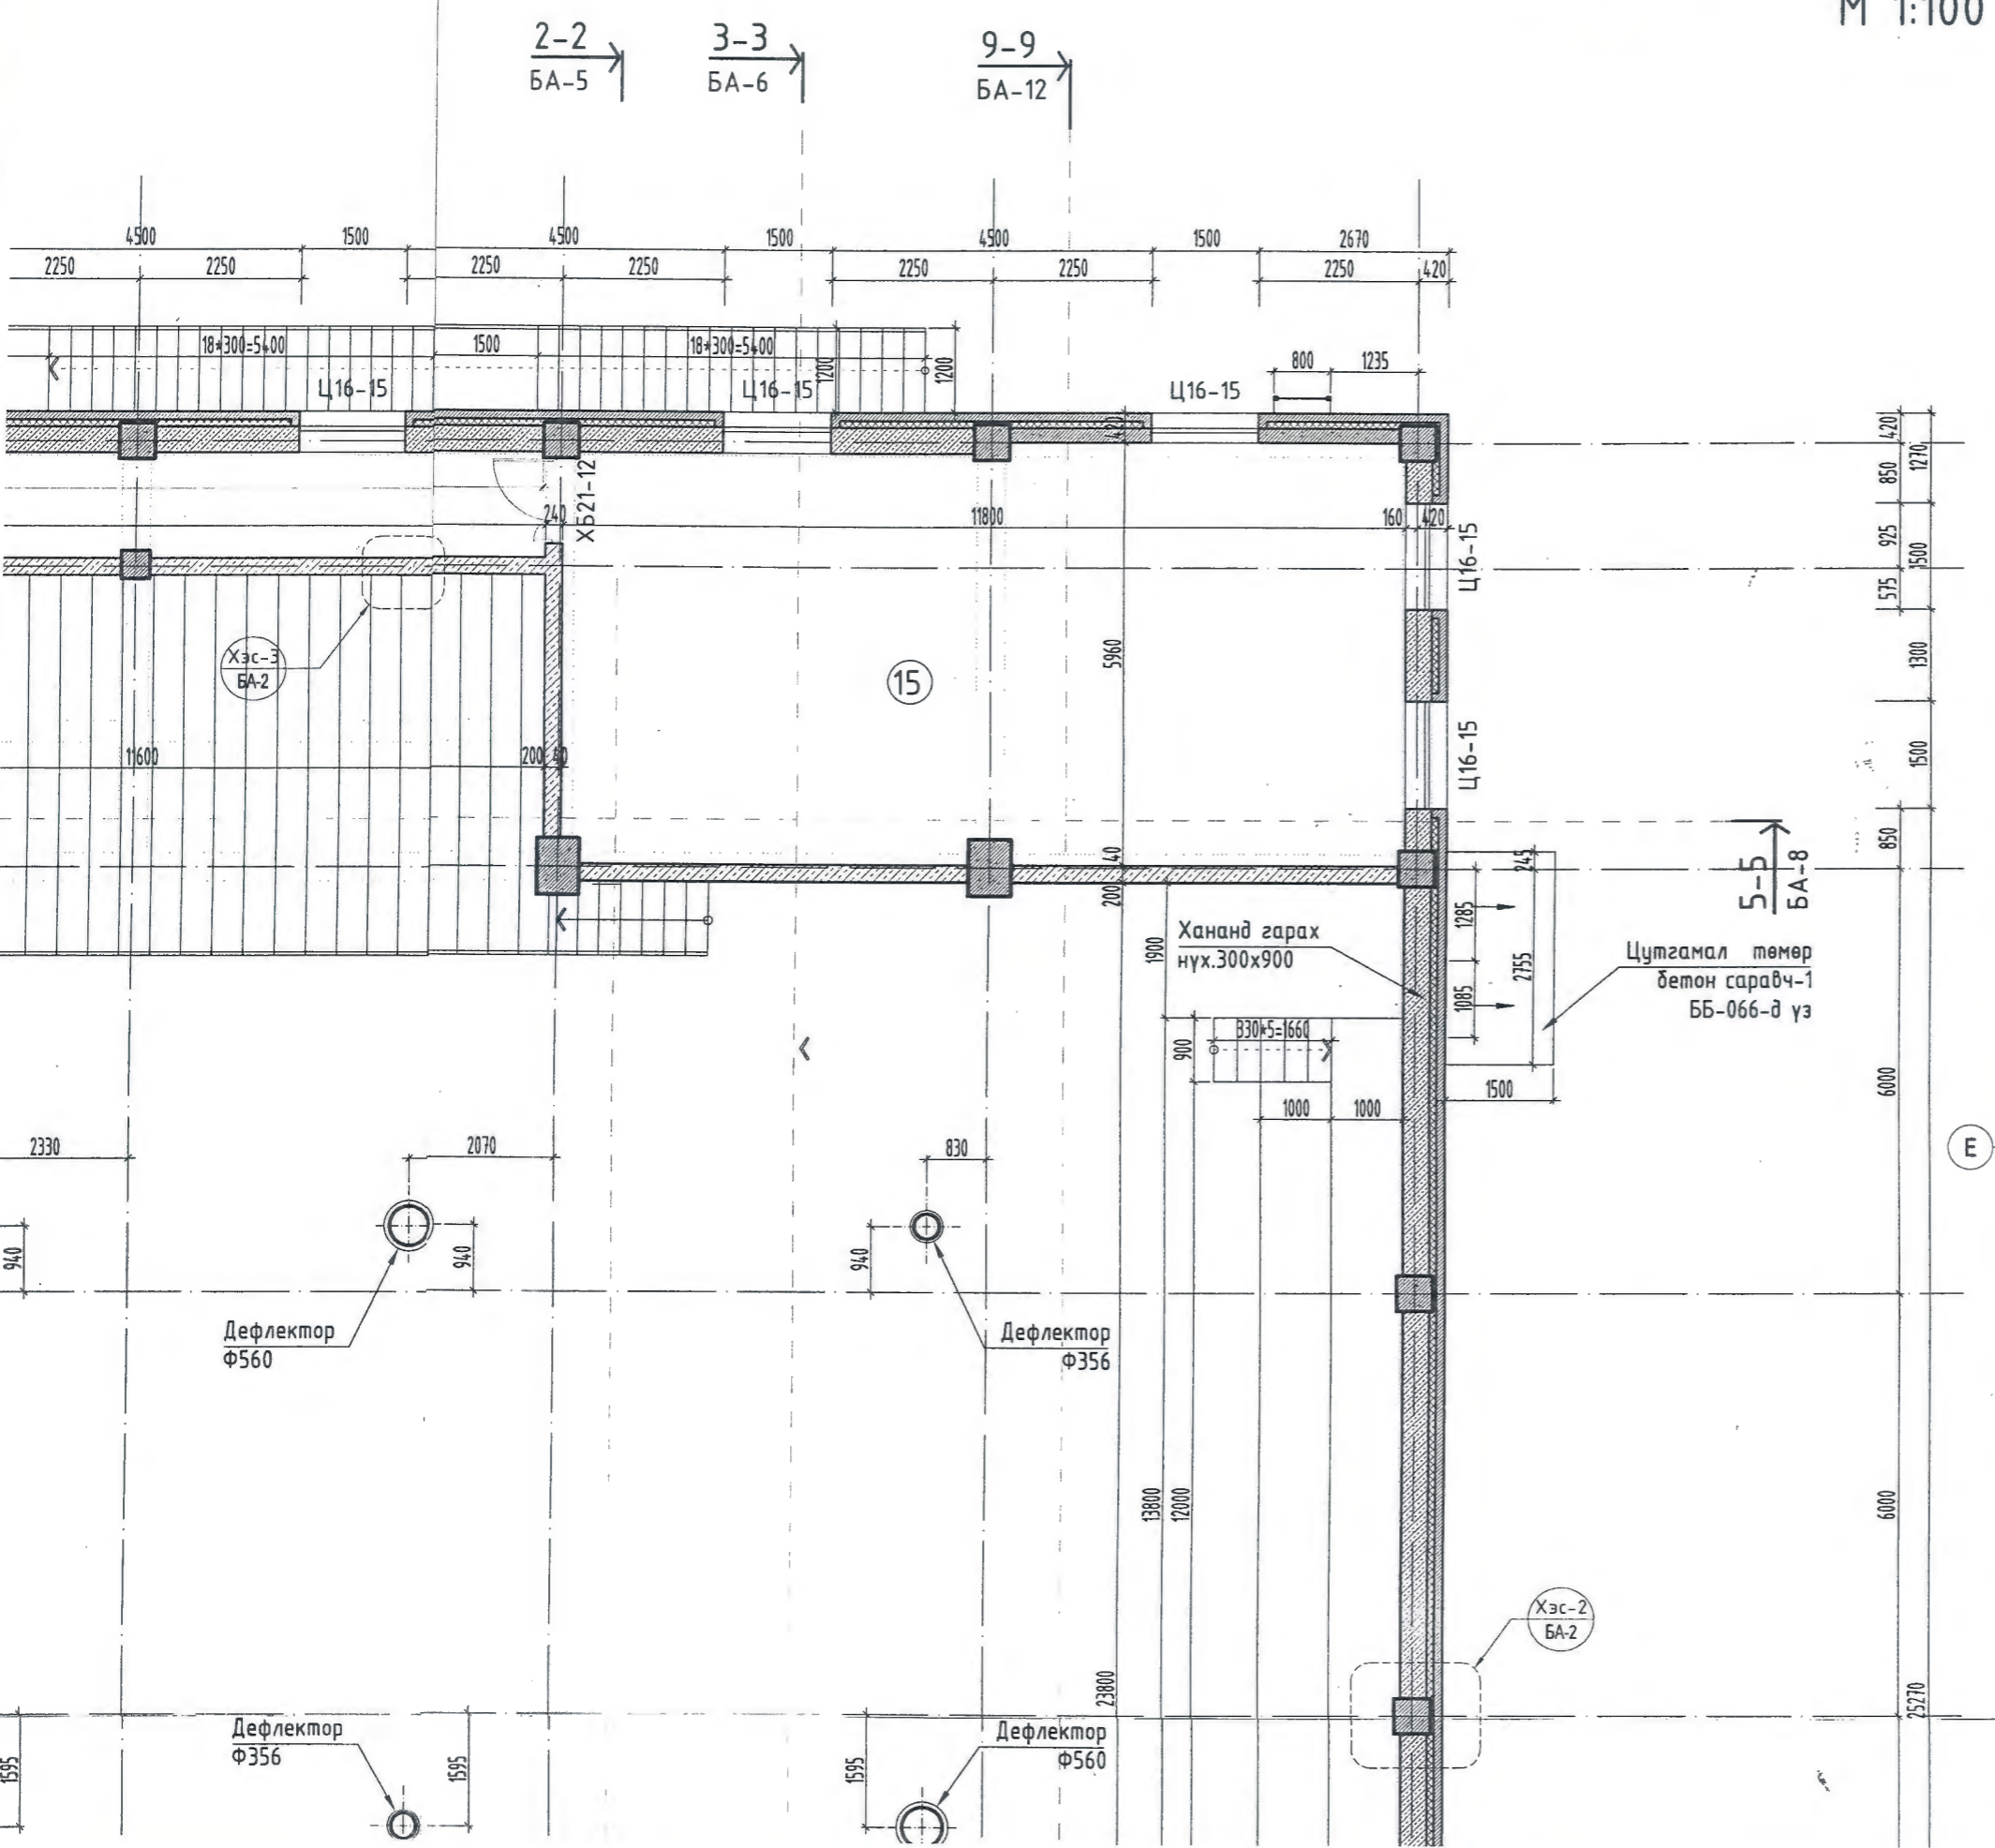 М 1:100
2-2
БА-5
3-3
БА-6
9-9
БА-12
4500
1500
4500
1500
4500
1500
2670
2250
2250
2250
2250
2250
2250
2250
420
18*300=5400
1500
18*300=5400
1200
1200
800
1235
Ц16-15
Ц16-15
Ц16-15
420
420
1270
850
ХБ21-12
240
11800
160
420
Ц16-15
925
1500
575
Хэс-3
БА-2
15
5960
1300
11600
200
40
Ц16-15
1500
850
40
200
245
5-5
БА-8
1285
1900
Хананд гарах
нүх.300х900
2755
Цутгамал төмөр
бетон саравч-1
ББ-066-д үз
1085
330*5=1660
900
1500
6000
1000
1000
2330
2070
830
Е
940
940
940
Дефлектор
Ф560
Дефлектор
Ф356
13800
12000
6000
Хэс-2
БА-2
23800
25270
Дефлектор
Ф356
Дефлектор
Ф560
1595
1595
1595